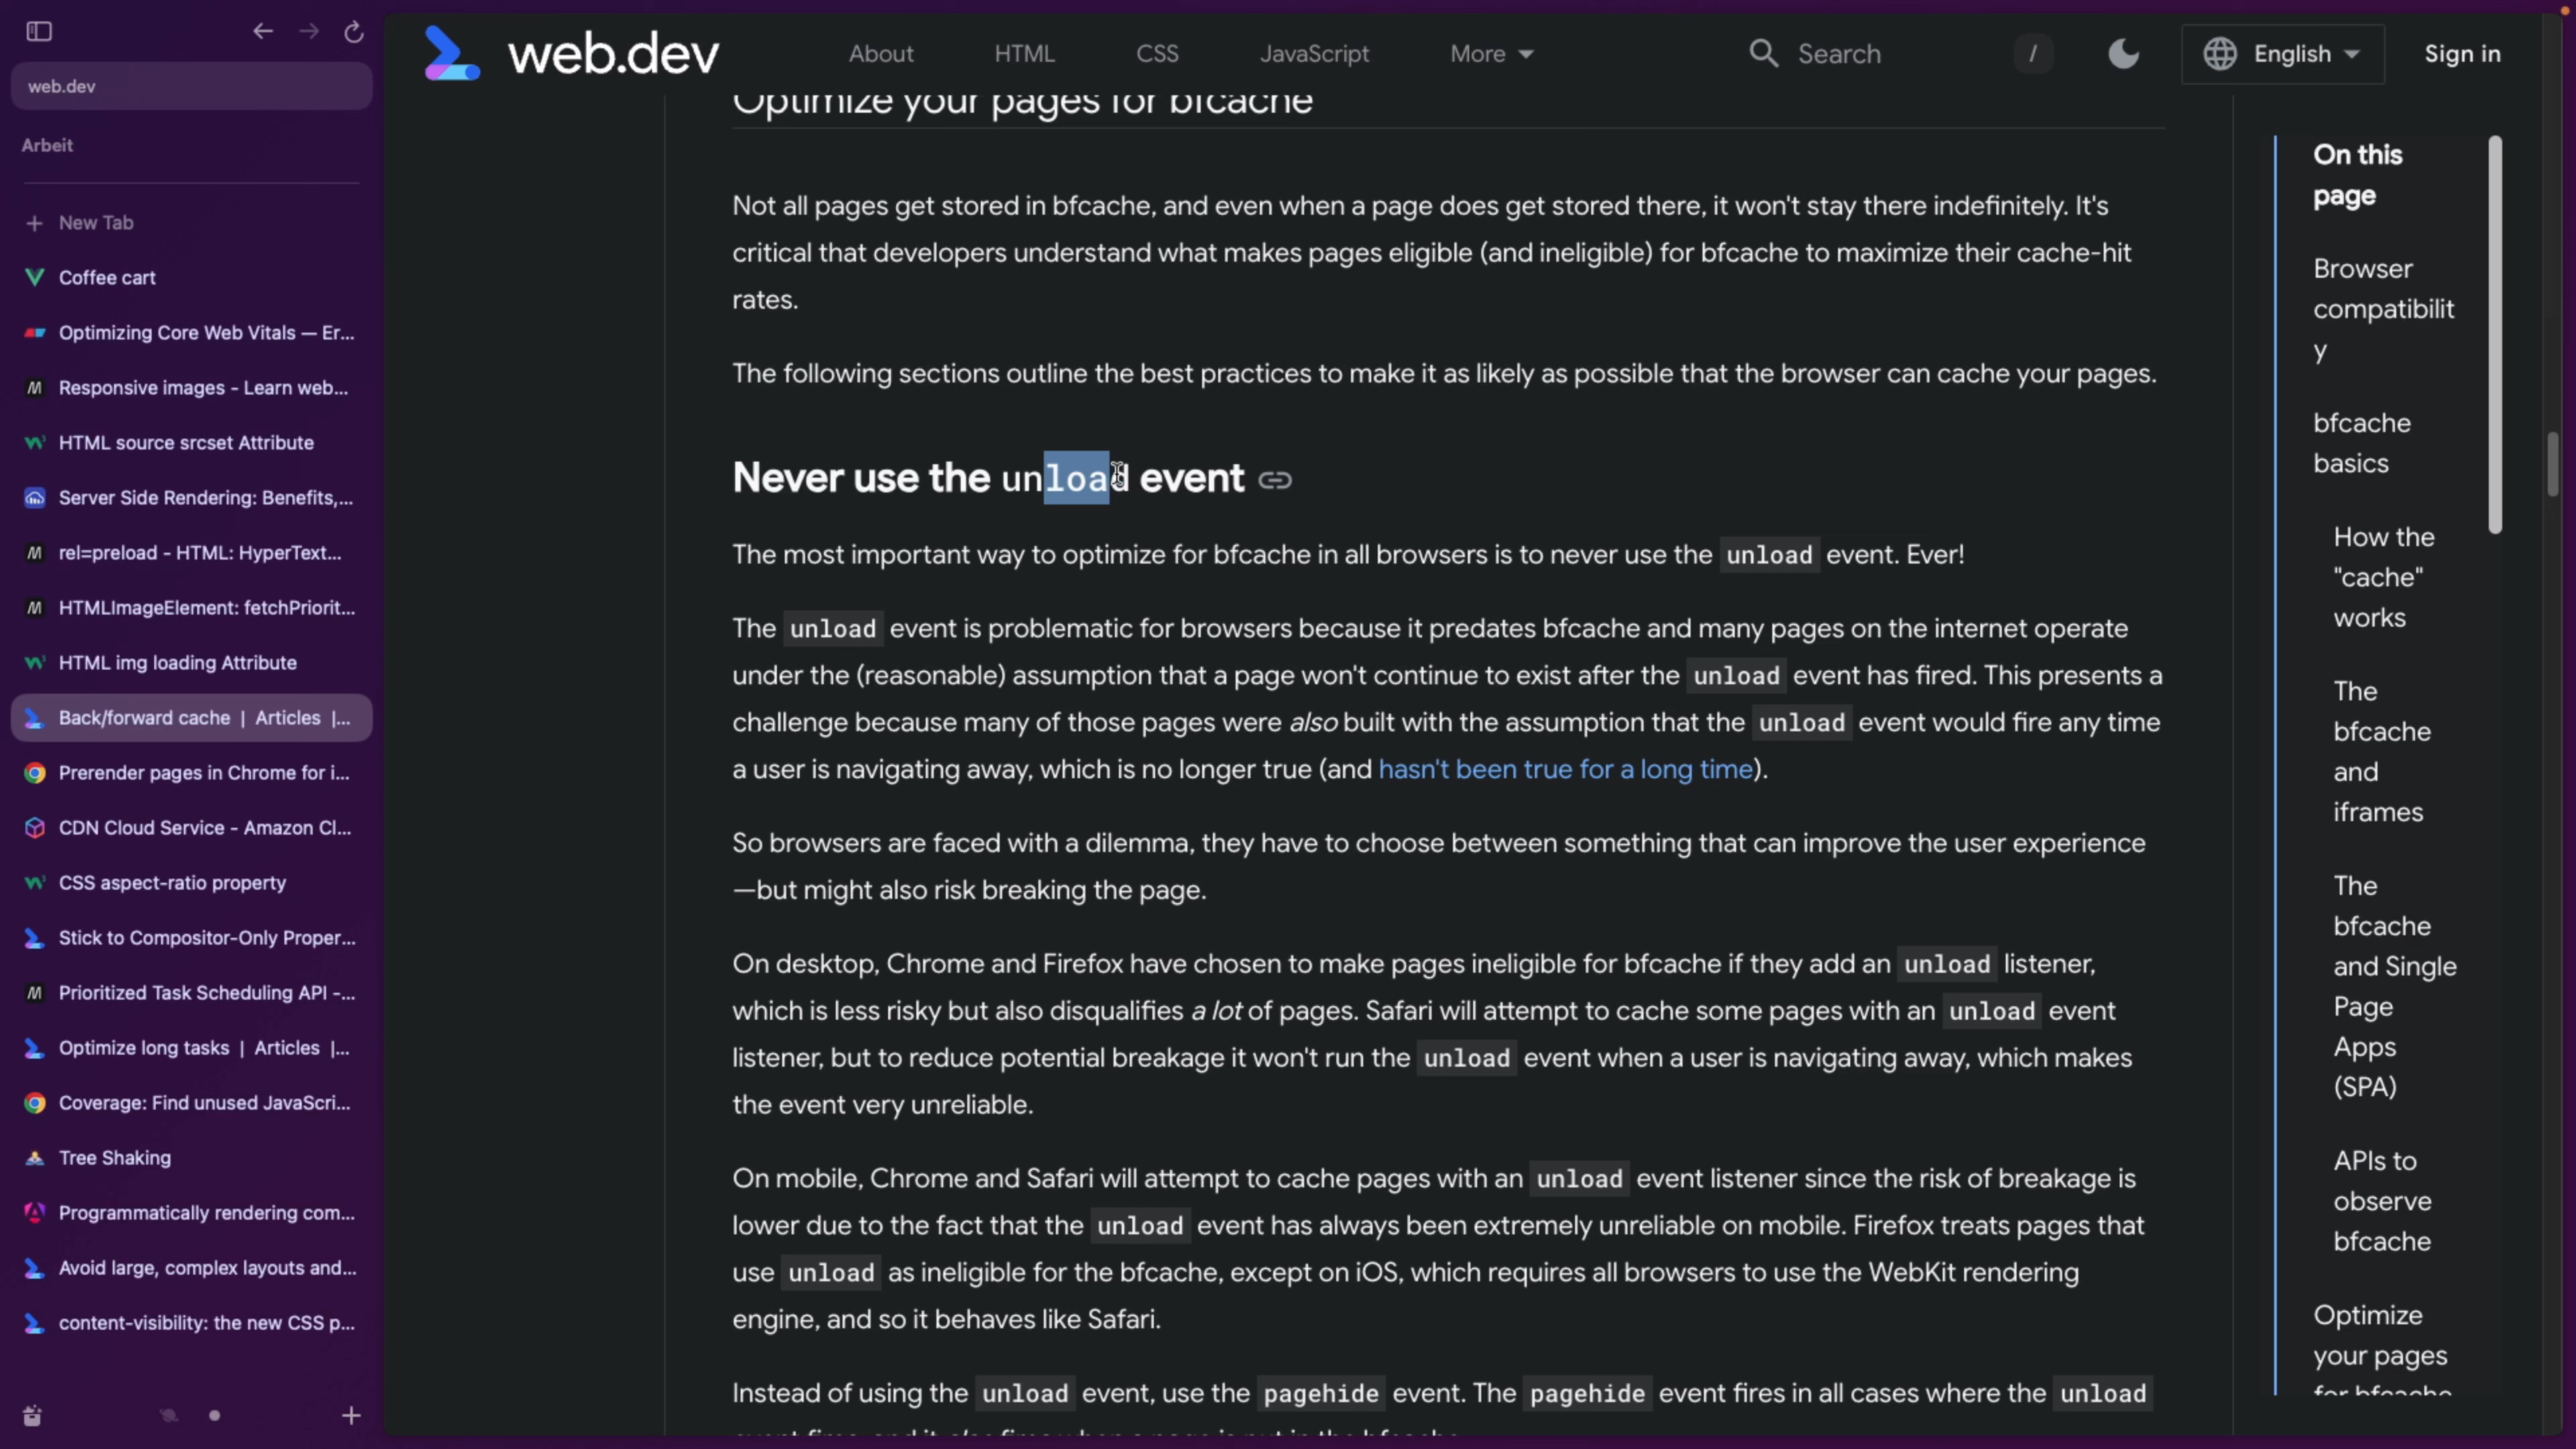 web.dev
Arbeit
New Tab
Coffee cart
Optimizing Core Web Vitals — Er...
Responsive images - Learn web...
HTML source srcset Attribute
Server Side Rendering: Benefits,...
rel=preload - HTML: HyperText...
HTMLImageElement: fetchPriorit...
HTML img loading Attribute
Back/forward cache | Articles |...
Prerender pages in Chrome for i...
CDN Cloud Service - Amazon Cl...
CSS aspect-ratio property
Stick to Compositor-Only Proper...
Prioritized Task Scheduling API -...
Optimize long tasks | Articles |...
Coverage: Find unused JavaScri...
Tree Shaking
Programmatically rendering com...
Avoid large, complex layouts and...
content-visibility: the new CSS p...
web.dev About HTML CSS JavaScript More Search / English Sign in
Optimize your pages for bfcache
Not all pages get stored in bfcache, and even when a page does get stored there, it won't stay there indefinitely. It's
critical that developers understand what makes pages eligible (and ineligible) for bfcache to maximize their cache-hit
rates.
The following sections outline the best practices to make it as likely as possible that the browser can cache your pages.
Never use the unload event
The most important way to optimize for bfcache in all browsers is to never use the unload event. Ever!
The unload event is problematic for browsers because it predates bfcache and many pages on the internet operate
under the (reasonable) assumption that a page won't continue to exist after the unload event has fired. This presents a
challenge because many of those pages were also built with the assumption that the unload event would fire any time
a user is navigating away, which is no longer true (and hasn't been true for a long time).
So browsers are faced with a dilemma, they have to choose between something that can improve the user experience
—but might also risk breaking the page.
On desktop, Chrome and Firefox have chosen to make pages ineligible for bfcache if they add an unload listener,
which is less risky but also disqualifies a lot of pages. Safari will attempt to cache some pages with an unload event
listener, but to reduce potential breakage it won't run the unload event when a user is navigating away, which makes
the event very unreliable.
On mobile, Chrome and Safari will attempt to cache pages with an unload event listener since the risk of breakage is
lower due to the fact that the unload event has always been extremely unreliable on mobile. Firefox treats pages that
use unload as ineligible for the bfcache, except on iOS, which requires all browsers to use the WebKit rendering
engine, and so it behaves like Safari.
Instead of using the unload event, use the pagehide event. The pagehide event fires in all cases where the unload
On this
page
Browser
compatibilit
y
bfcache
basics
How the
"cache"
works
The
bfcache
and
iframes
The
bfcache
and Single
Page
Apps
(SPA)
APIs to
observe
bfcache
Optimize
your pages
for bfcache